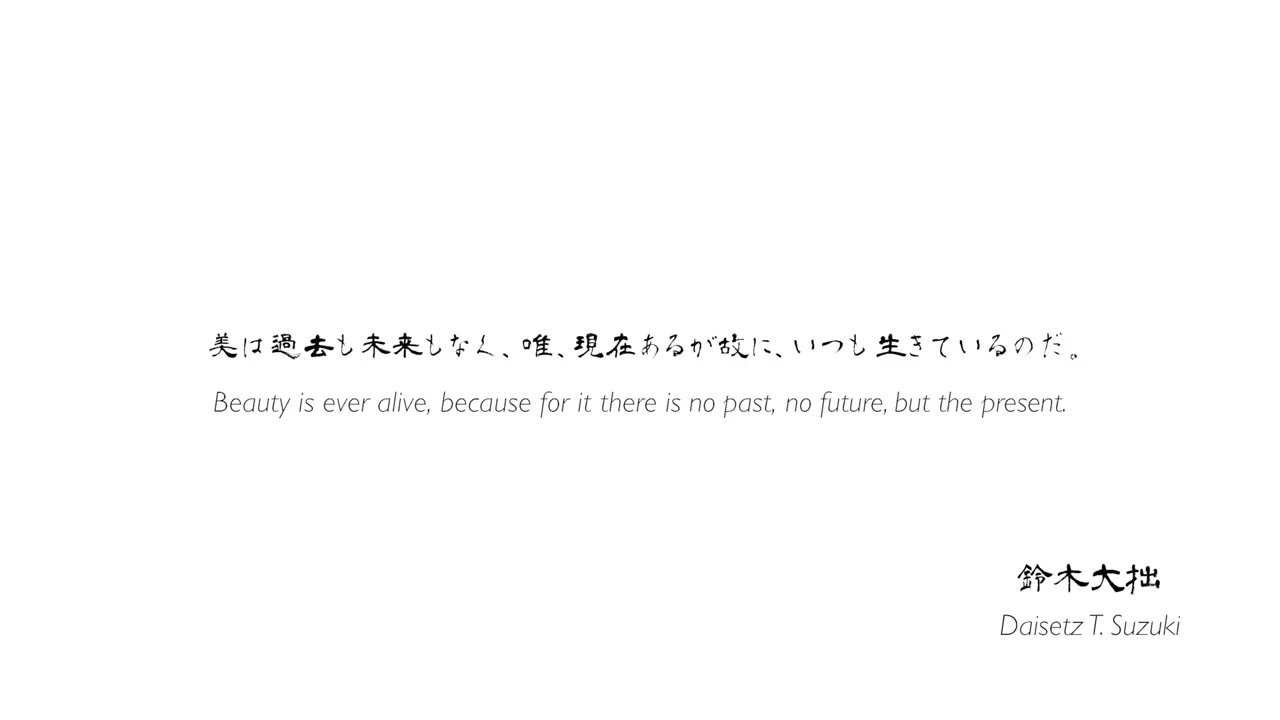 美は過去も未来もなく、唯、現在あるが故に、いつも生きているのだ。
Beauty is ever alive, because for it there is no past, no future, but the present.
鈴木大拙
Daisetz T. Suzuki